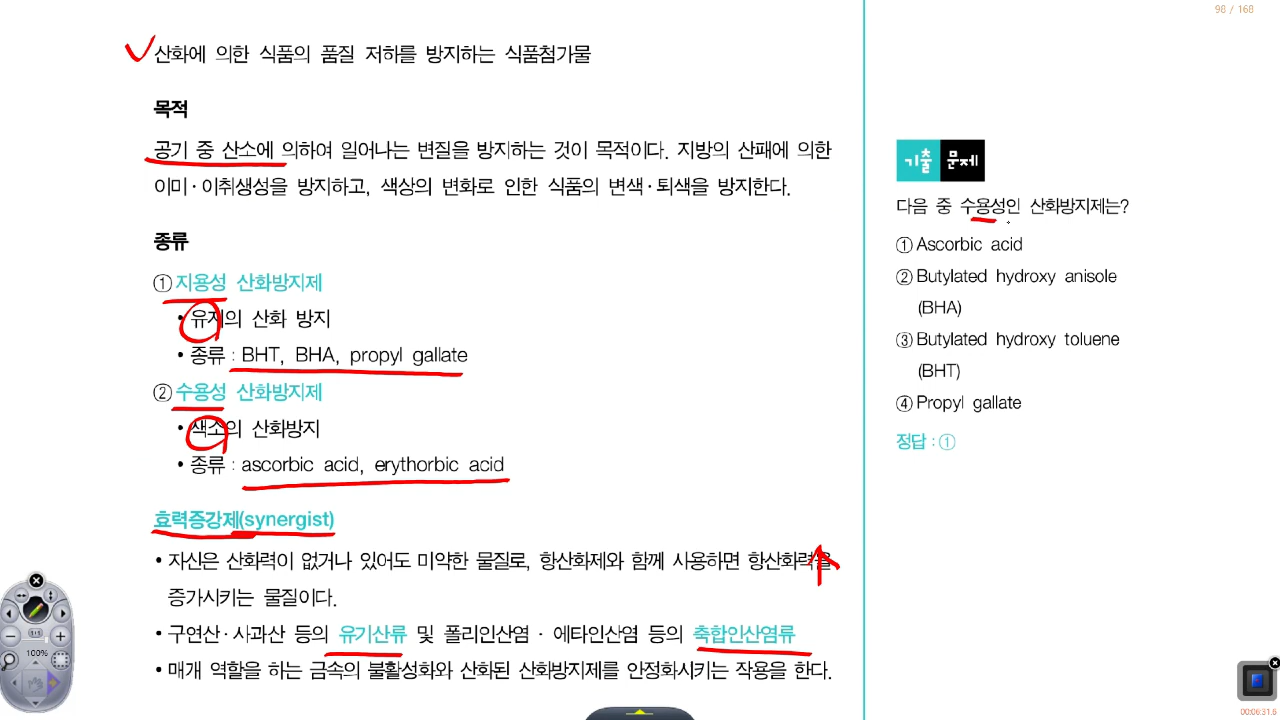 98 / 168
산화에 의한 식품의 품질 저하를 방지하는 식품첨가물
목적
공기 중 산소에 의하여 일어나는 변질을 방지하는 것이 목적이다. 지방의 산패에 의한
이미·이취생성을 방지하고, 색상의 변화로 인한 식품의 변색·퇴색을 방지한다.
종류
① 지용성 산화방지제
• 유지의 산화 방지
• 종류 : BHT, BHA, propyl gallate
② 수용성 산화방지제
• 색소의 산화방지
• 종류 : ascorbic acid, erythorbic acid
효력증강제(synergist)
• 자신은 산화력이 없거나 있어도 미약한 물질로, 항산화제와 함께 사용하면 항산화력을
증가시키는 물질이다.
• 구연산·사과산 등의 유기산류 및 폴리인산염· 에타인산염 등의 축합인산염류
• 매개 역할을 하는 금속의 불활성화와 산화된 산화방지제를 안정화시키는 작용을 한다.
기출 문제
다음 중 수용성인 산화방지제는?
① Ascorbic acid
② Butylated hydroxy anisole
(BHA)
③ Butylated hydroxy toluene
(BHT)
④ Propyl gallate
정답 : ①
1:1
100%
00:06:31.6